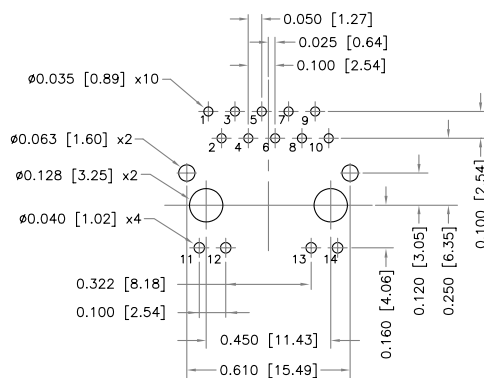 0.050 [1.27]
0.025 [0.64]
0.100 [2.54]
ø0.035 [0.89] x10
1 3 5 7 9
2 4 6 8 10
ø0.063 [1.60] x2
ø0.128 [3.25] x2
ø0.040 [1.02] x4
11 12 13 14
0.322 [8.18]
0.100 [2.54]
0.450 [11.43]
0.610 [15.49]
0.160 [4.06]
0.120 [3.05]
0.250 [6.35]
0.100 [2.54]